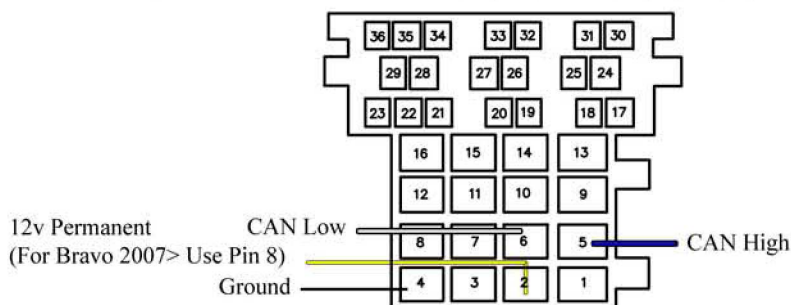 36 35 34 33 32 31 30
29 28 27 26 25 24
23 22 21 20 19 18 17
16 15 14 13
12 11 10 9
12v Permanent CAN Low 8 7 6 5 CAN High
(For Bravo 2007> Use Pin 8)
Ground 4 3 2 1